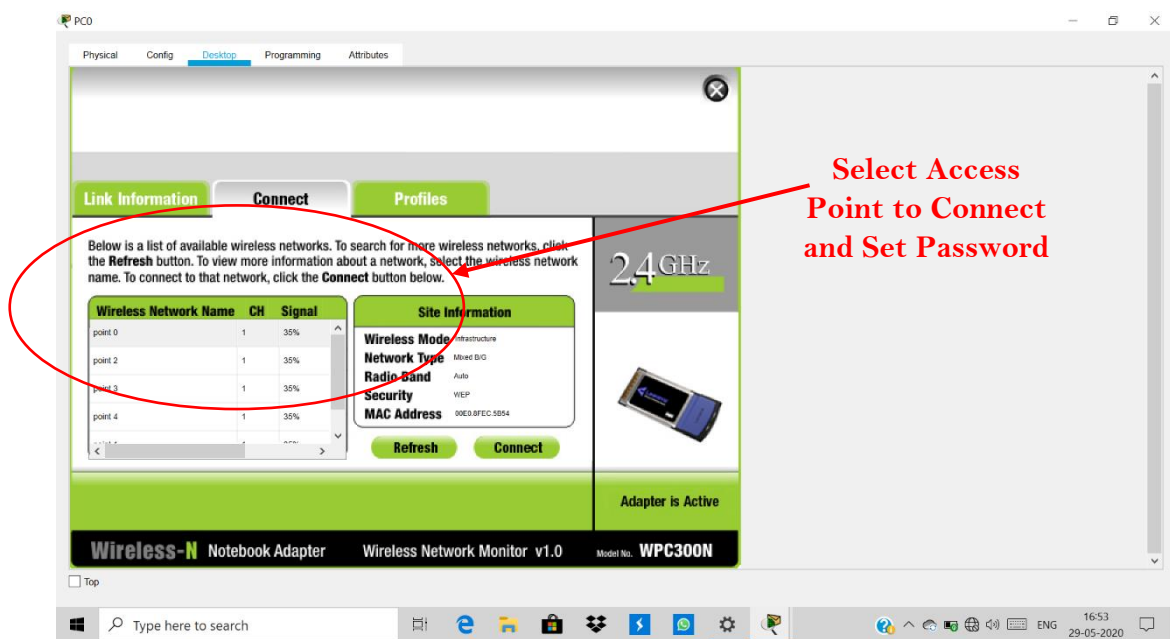 PC0
Physical Config Desktop Programming Attributes
Link Information Connect Profiles
Below is a list of available wireless networks. To search for more wireless networks, click
the Refresh button. To view more information about a network, select the wireless network
name. To connect to that network, click the Connect button below.
Wireless Network Name CH Signal
point 0 1 35%
point 2 1 35%
point 3 1 35%
point 4 1 35%
Site Information
Wireless Mode Infrastructure
Network Type Mixed B/G
Radio Band Auto
Security WEP
MAC Address 00E0.8FEC.5B54
Refresh Connect
2.4GHz
Adapter is Active
Wireless-N Notebook Adapter Wireless Network Monitor v1.0 Model No. WPC300N
Select Access
Point to Connect
and Set Password
Top
Type here to search
ENG
16:53
29-05-2020